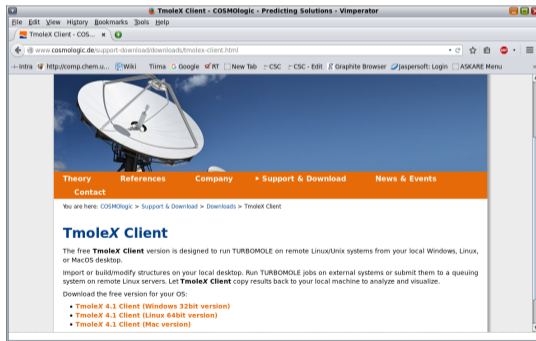 TmoleX Client - COSMOlogic - Predicting Solutions - Vimperator
File Edit View History Bookmarks Tools Help
TmoleX Client - COS...
www.cosmologic.de/support-download/downloads/tmolex-client.html
Intra http://comp.chem.u... Wiki Tiima Google RT New Tab CSC CSC - Edit Graphite Browser Jaspersoft: Login ASKARE Menu
Theory References Company Support & Download News & Events
Contact
You are here: COSMOlogic > Support & Download > Downloads > TmoleX Client
TmoleX Client
The free TmoleX Client version is designed to run TURBOMOLE on remote Linux/Unix systems from your local Windows, Linux,
or MacOS desktop.
Import or build/modify structures on your local desktop. Run TURBOMOLE jobs on external systems or submit them to a queuing
system on remote Linux servers. Let TmoleX Client copy results back to your local machine to analyze and visualize.
Download the free version for your OS:
• TmoleX 4.1 Client (Windows 32bit version)
• TmoleX 4.1 Client (Linux 64bit version)
• TmoleX 4.1 Client (Mac version)